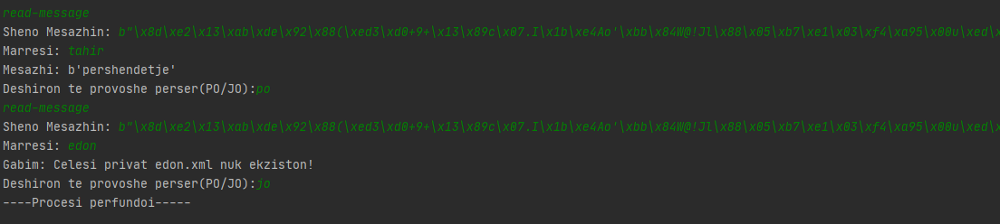 read-message
Sheno Mesazhin: b"\x8d\xe2\x13\xab\xde\x92\x88(\xed3\xd0+9+\x13\x89c\x07.I\x1b\xe4Ao'\xbb\x84W@!Jl\x88\x05\xb7\xe1\x03\xf4\xa95\x00u\xed\x
Marresi: tahir
Mesazhi: b'pershendetje'
Deshiron te provoshe perser(PO/JO):po
read-message
Sheno Mesazhin: b"\x8d\xe2\x13\xab\xde\x92\x88(\xed3\xd0+9+\x13\x89c\x07.I\x1b\xe4Ao'\xbb\x84W@!Jl\x88\x05\xb7\xe1\x03\xf4\xa95\x00u\xed\x
Marresi: edon
Gabim: Celesi privat edon.xml nuk ekziston!
Deshiron te provoshe perser(PO/JO):jo
----Procesi perfundoi-----